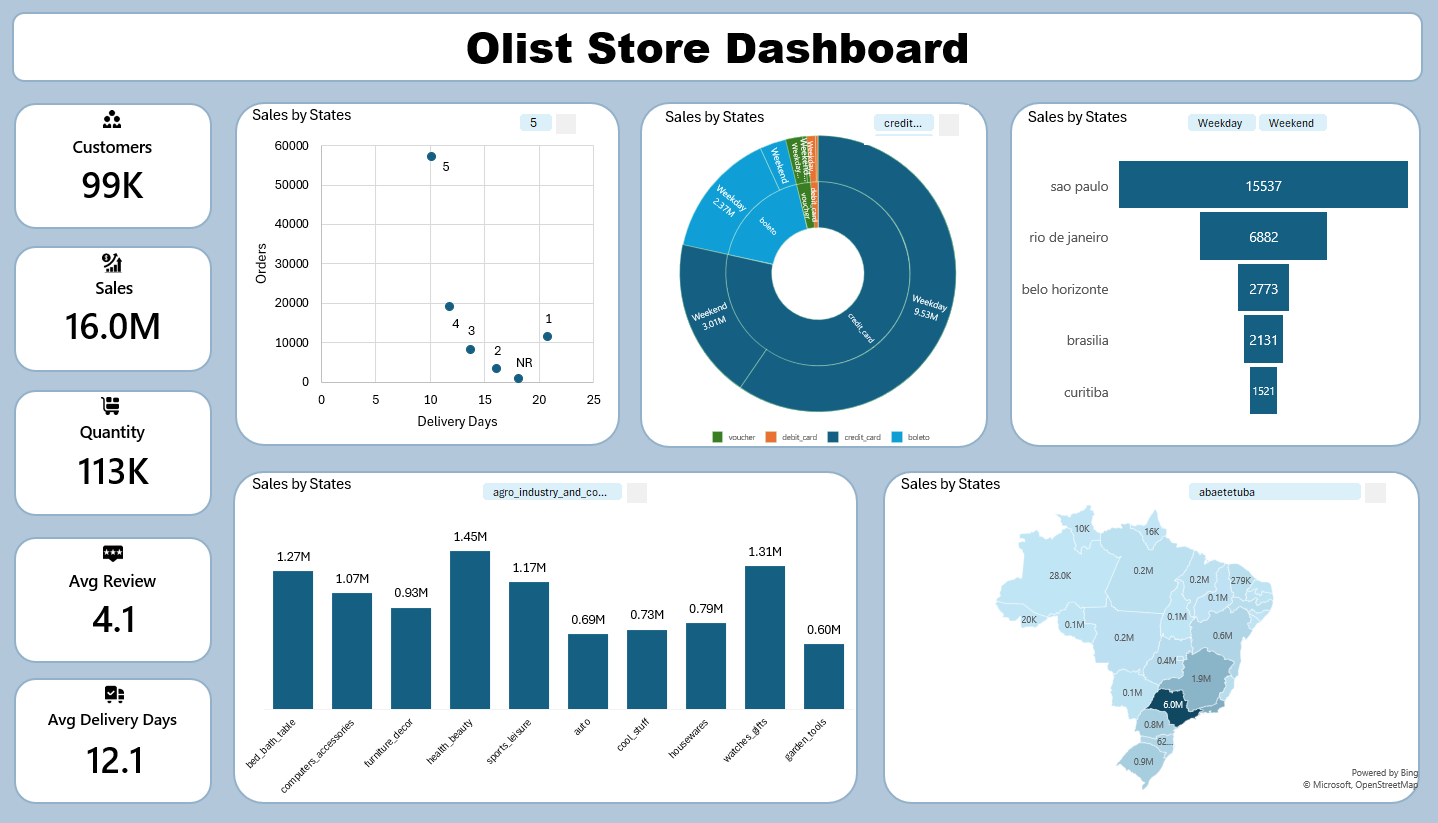 Olist Store Dashboard
Customers
99K
Sales
16.0M
Quantity
113K
Avg Review
4.1
Avg Delivery Days
12.1
Sales by States
5
60000
50000
40000
30000
20000
10000
0
Orders
5
4
3
2
NR
1
0 5 10 15 20 25
Delivery Days
Sales by States
credit...
Weekday
9.53M
credit_card
Weekend
3.01M
Weekday
2.37M
boleto
Weekend
Weekday...
Weekend...
voucher
Weekday
debit_card
voucher debit_card credit_card boleto
Sales by States
Weekday Weekend
sao paulo 15537
rio de janeiro 6882
belo horizonte 2773
brasilia 2131
curitiba 1521
Sales by States
agro_industry_and_co...
1.27M 1.07M 0.93M 1.45M 1.17M 0.69M 0.73M 0.79M 1.31M 0.60M
bed_bath_table
computers_accessories
furniture_decor
health_beauty
sports_leisure
auto
cool_stuff
housewares
watches_gifts
garden_tools
Sales by States
abaetetuba
10K
16K
28.0K
0.2M
0.2M
279K
0.1M
20K
0.1M
0.1M
0.2M
0.6M
0.4M
1.9M
0.1M
6.0M
0.8M
62...
0.9M
Powered by Bing
© Microsoft, OpenStreetMap